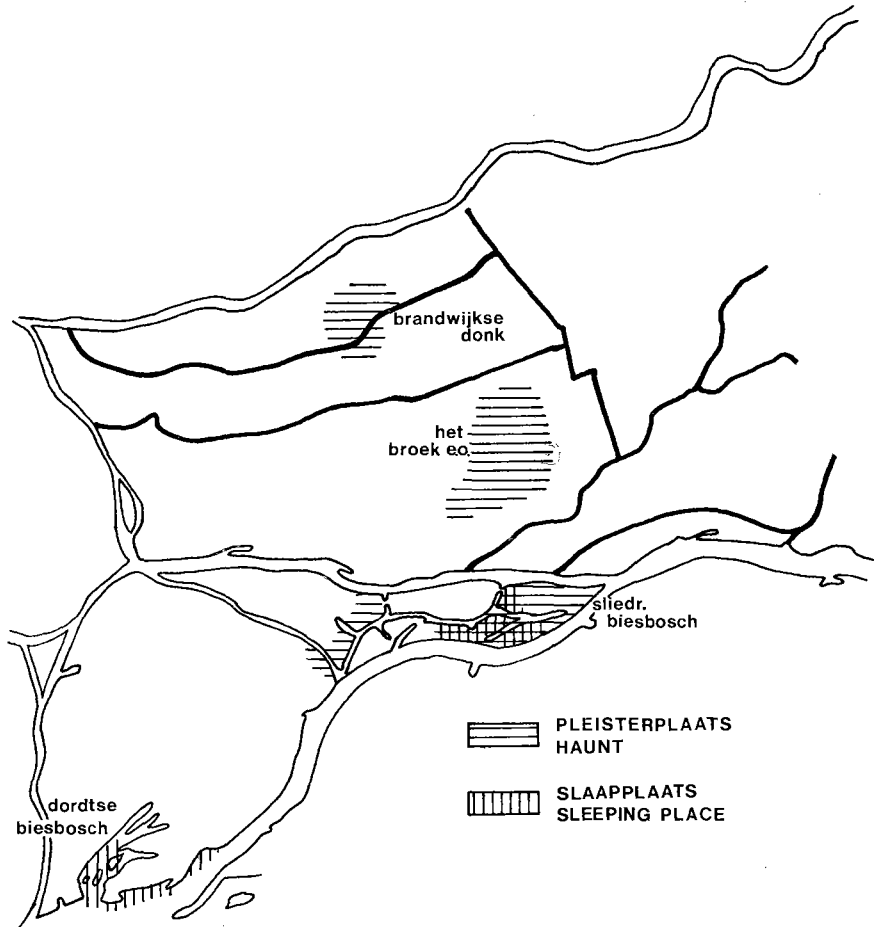 brandwijkse
donk
het
broek e.o.
sliedr.
biesbosch
PLEISTERPLAATS
HAUNT
SLAAPPLAATS
SLEEPING PLACE
dordtse
biesbosch